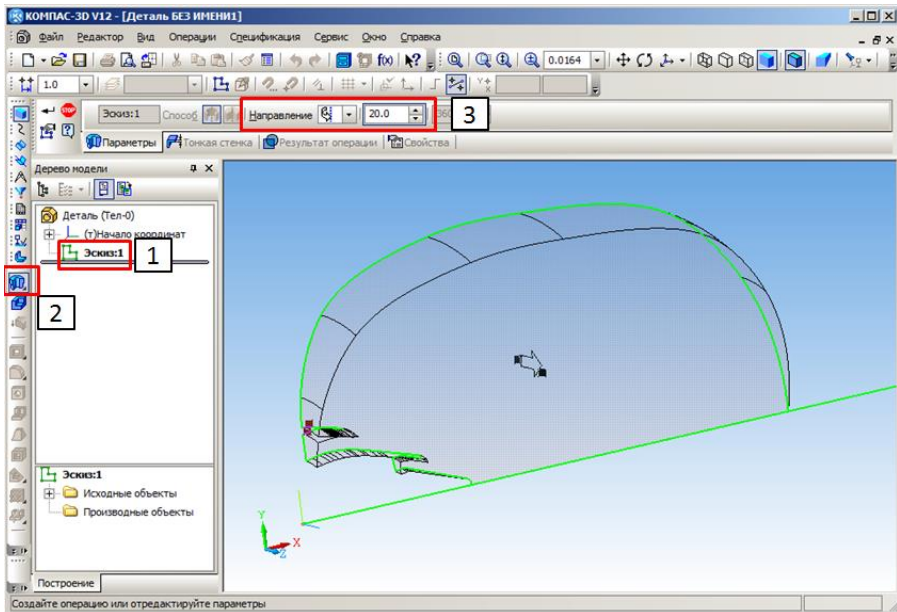 КОМПАС-3D V12 - [Деталь БЕЗ ИМЕНИ1]
Файл Редактор Вид Операции Спецификация Сервис Окно Справка
f(x) 0.0164
1.0
Эскиз:1 Способ Направление 20.0 3
Параметры Тонкая стенка Результат операции Свойства
Дерево модели
Деталь (Тел-0)
(т)Начало координат
Эскиз:1 1
2
Эскиз:1
Исходные объекты
Производные объекты
Y
X
Z
Построение
Создайте операцию или отредактируйте параметры